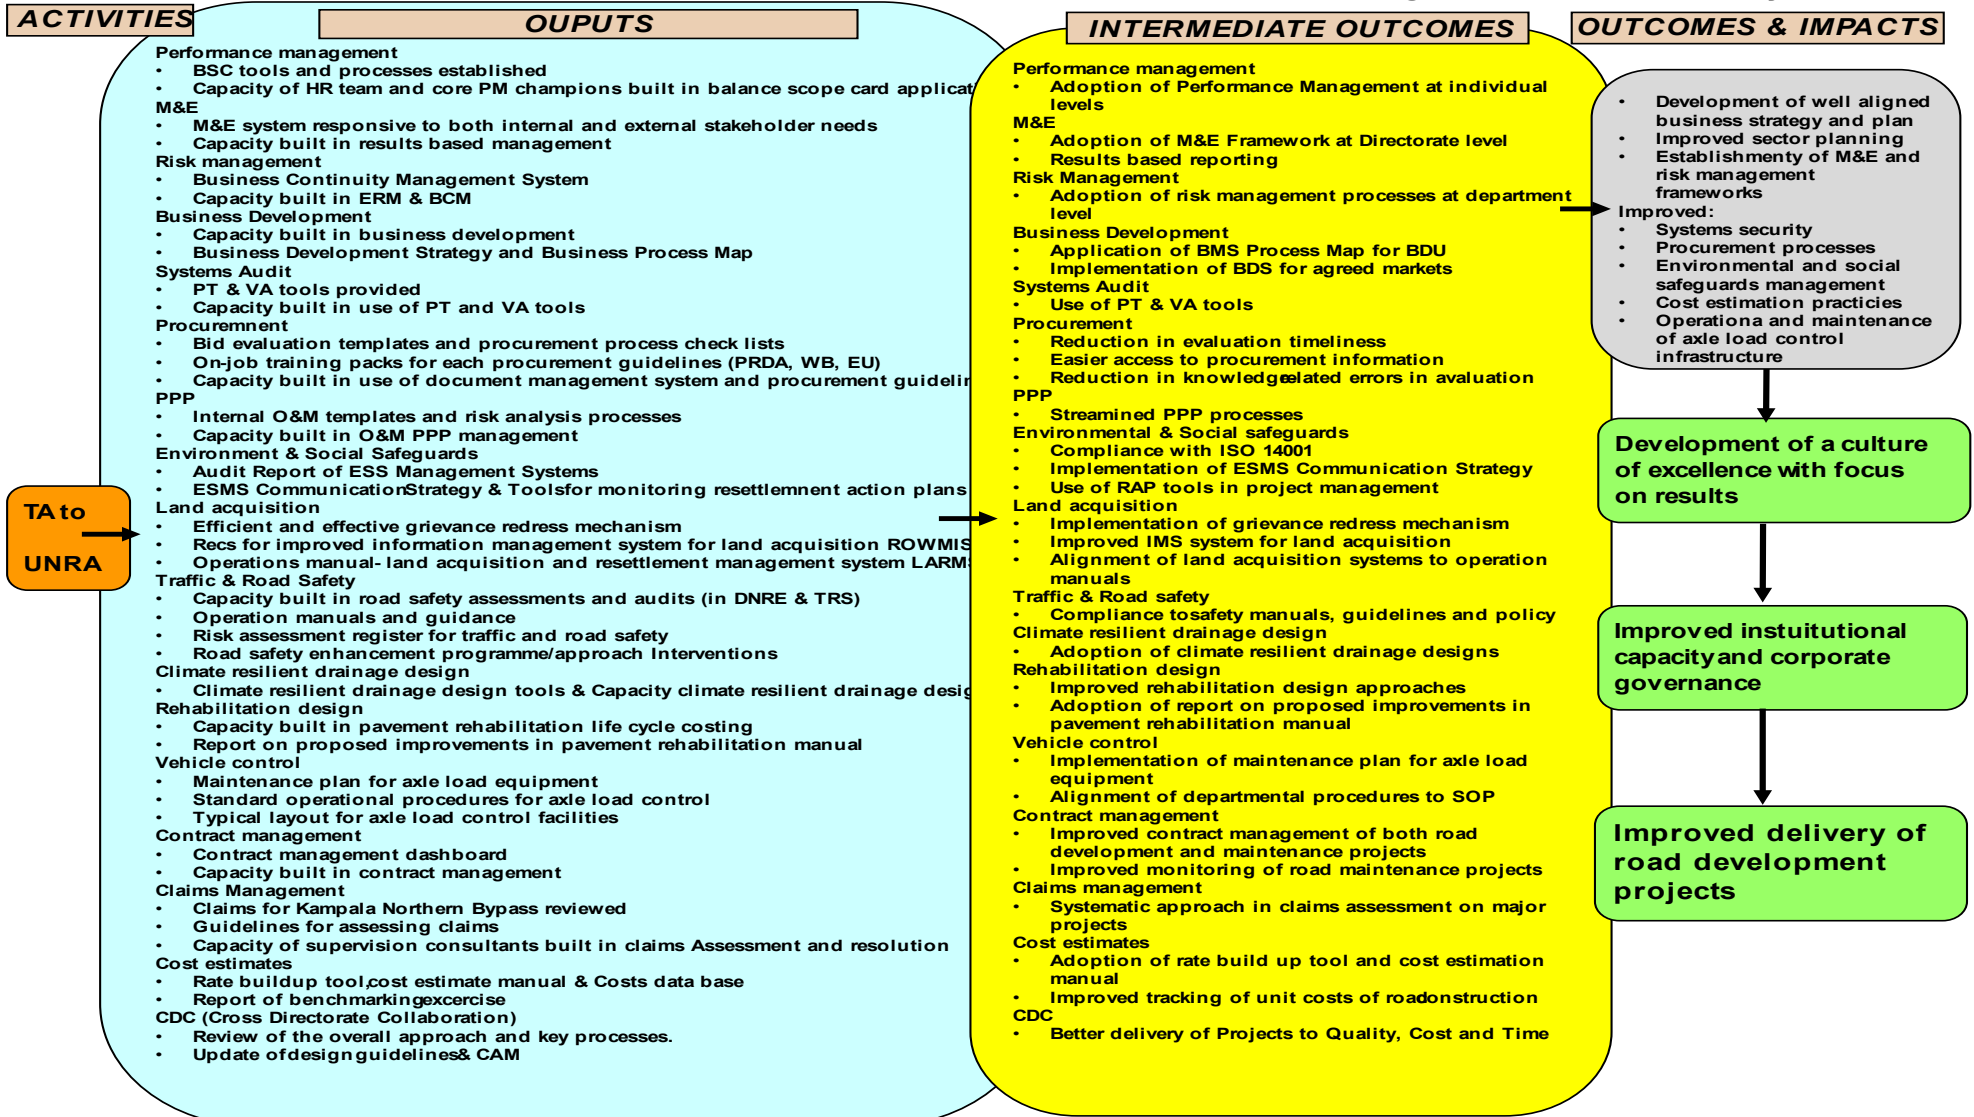 ACTIVITIES
OUPUTS
INTERMEDIATE OUTCOMES
OUTCOMES & IMPACTS
TA to
UNRA
Performance management
• BSC tools and processes established
• Capacity of HR team and core PM champions built in balance scope card applicat
M&E
• M&E system responsive to both internal and external stakeholder needs
• Capacity built in results based management
Risk management
• Business Continuity Management System
• Capacity built in ERM & BCM
Business Development
• Capacity built in business development
• Business Development Strategy and Business Process Map
Systems Audit
• PT & VA tools provided
• Capacity built in use of PT and VA tools
Procuremnent
• Bid evaluation templates and procurement process check lists
• On-job training packs for each procurement guidelines (PRDA, WB, EU)
• Capacity built in use of document management system and procurement guidelin
PPP
• Internal O&M templates and risk analysis processes
• Capacity built in O&M PPP management
Environment & Social Safeguards
• Audit Report of ESS Management Systems
• ESMS Communication Strategy & Tools for monitoring resettlemnent action plans
Land acquisition
• Efficient and effective grievance redress mechanism
• Recs for improved information management system for land acquisition ROWMIS
• Operations manual- land acquisition and resettlement management system LARMS
Traffic & Road Safety
• Capacity built in road safety assessments and audits (in DNRE & TRS)
• Operation manuals and guidance
• Risk assessment register for traffic and road safety
• Road safety enhancement programme/approach Interventions
Climate resilient drainage design
• Climate resilient drainage design tools & Capacity climate resilient drainage desig
Rehabilitation design
• Capacity built in pavement rehabilitation life cycle costing
• Report on proposed improvements in pavement rehabilitation manual
Vehicle control
• Maintenance plan for axle load equipment
• Standard operational procedures for axle load control
• Typical layout for axle load control facilities
Contract management
• Contract management dashboard
• Capacity built in contract management
Claims Management
• Claims for Kampala Northern Bypass reviewed
• Guidelines for assessing claims
• Capacity of supervision consultants built in claims Assessment and resolution
Cost estimates
• Rate buildup tool,cost estimate manual & Costs data base
• Report of benchmarking excercise
CDC (Cross Directorate Collaboration)
• Review of the overall approach and key processes.
• Update of design guidelines & CAM
Performance management
• Adoption of Performance Management at individual
levels
M&E
• Adoption of M&E Framework at Directorate level
• Results based reporting
Risk Management
• Adoption of risk management processes at department
level
Business Development
• Application of BMS Process Map for BDU
• Implementation of BDS for agreed markets
Systems Audit
• Use of PT & VA tools
Procurement
• Reduction in evaluation timeliness
• Easier access to procurement information
• Reduction in knowledge related errors in avaluation
PPP
• Streamined PPP processes
Environmental & Social safeguards
• Compliance with ISO 14001
• Implementation of ESMS Communication Strategy
• Use of RAP tools in project management
Land acquisition
• Implementation of grievance redress mechanism
• Improved IMS system for land acquisition
• Alignment of land acquisition systems to operation
manuals
Traffic & Road safety
• Compliance to safety manuals, guidelines and policy
Climate resilient drainage design
• Adoption of climate resilient drainage designs
Rehabilitation design
• Improved rehabilitation design approaches
• Adoption of report on proposed improvements in
pavement rehabilitation manual
Vehicle control
• Implementation of maintenance plan for axle load
equipment
• Alignment of departmental procedures to SOP
Contract management
• Improved contract management of both road
development and maintenance projects
• Improved monitoring of road maintenance projects
Claims management
• Systematic approach in claims assessment on major
projects
Cost estimates
• Adoption of rate build up tool and cost estimation
manual
• Improved tracking of unit costs of road construction
CDC
• Better delivery of Projects to Quality, Cost and Time
• Development of well aligned
business strategy and plan
• Improved sector planning
• Establishmenty of M&E and
risk management
frameworks
Improved:
• Systems security
• Procurement processes
• Environmental and social
safeguards management
• Cost estimation practicies
• Operationa and maintenance
of axle load control
infrastructure
Development of a culture
of excellence with focus
on results
Improved instuitutional
capacity and corporate
governance
Improved delivery of
road development
projects